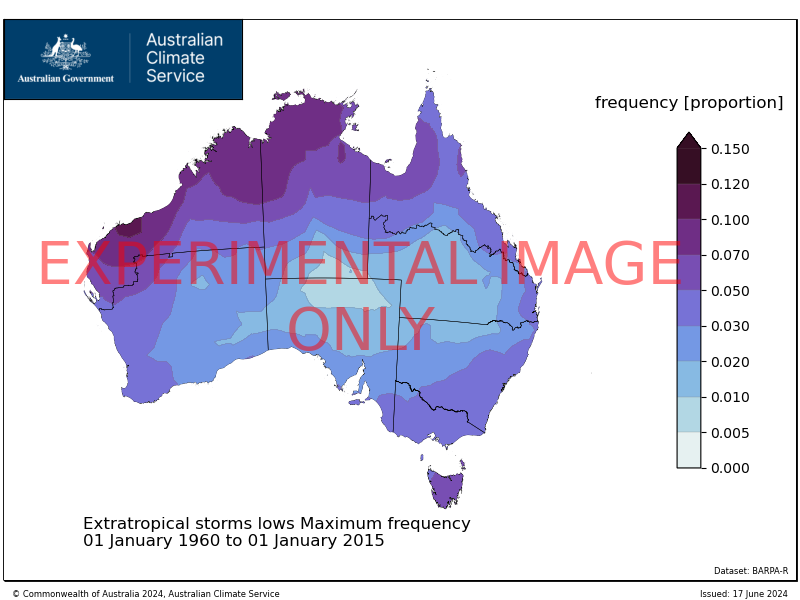 Australian Government
Australian
Climate
Service
frequency [proportion]
0.150
0.120
0.100
0.070
0.050
0.030
0.020
0.010
0.005
0.000
EXPERIMENTAL IMAGE
ONLY
Extratropical storms lows Maximum frequency
01 January 1960 to 01 January 2015
Dataset: BARPA-R
© Commonwealth of Australia 2024, Australian Climate Service
Issued: 17 June 2024